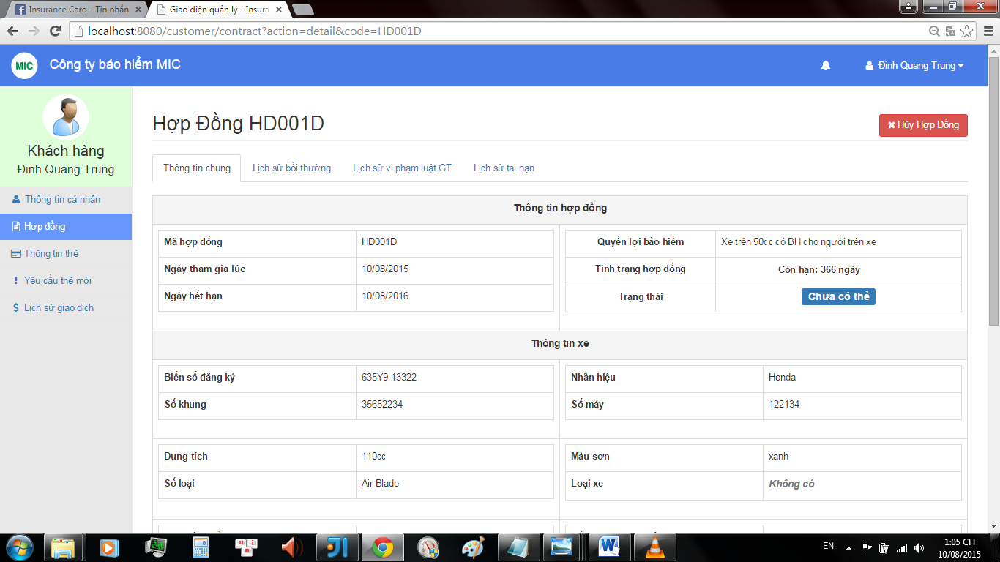 Insurance Card - Tin nhắn
Giao diện quản lý - Insura
localhost:8080/customer/contract?action=detail&code=HD001D
MIC
Công ty bảo hiểm MIC
Đinh Quang Trung
Khách hàng
Đinh Quang Trung
Thông tin cá nhân
Hợp đồng
Thông tin thẻ
Yêu cầu thẻ mới
Lịch sử giao dịch
Hợp Đồng HD001D
Hủy Hợp Đồng
Thông tin chung
Lịch sử bồi thường
Lịch sử vi phạm luật GT
Lịch sử tai nạn
Thông tin hợp đồng
Mã hợp đồng
HD001D
Ngày tham gia lúc
10/08/2015
Ngày hết hạn
10/08/2016
Quyền lợi bảo hiểm
Xe trên 50cc có BH cho người trên xe
Tình trạng hợp đồng
Còn hạn: 366 ngày
Trạng thái
Chưa có thẻ
Thông tin xe
Biển số đăng ký
635Y9-13322
Nhãn hiệu
Honda
Số khung
35652234
Số máy
122134
Dung tích
110cc
Màu sơn
xanh
Số loại
Air Blade
Loại xe
Không có
EN
1:05 CH
10/08/2015